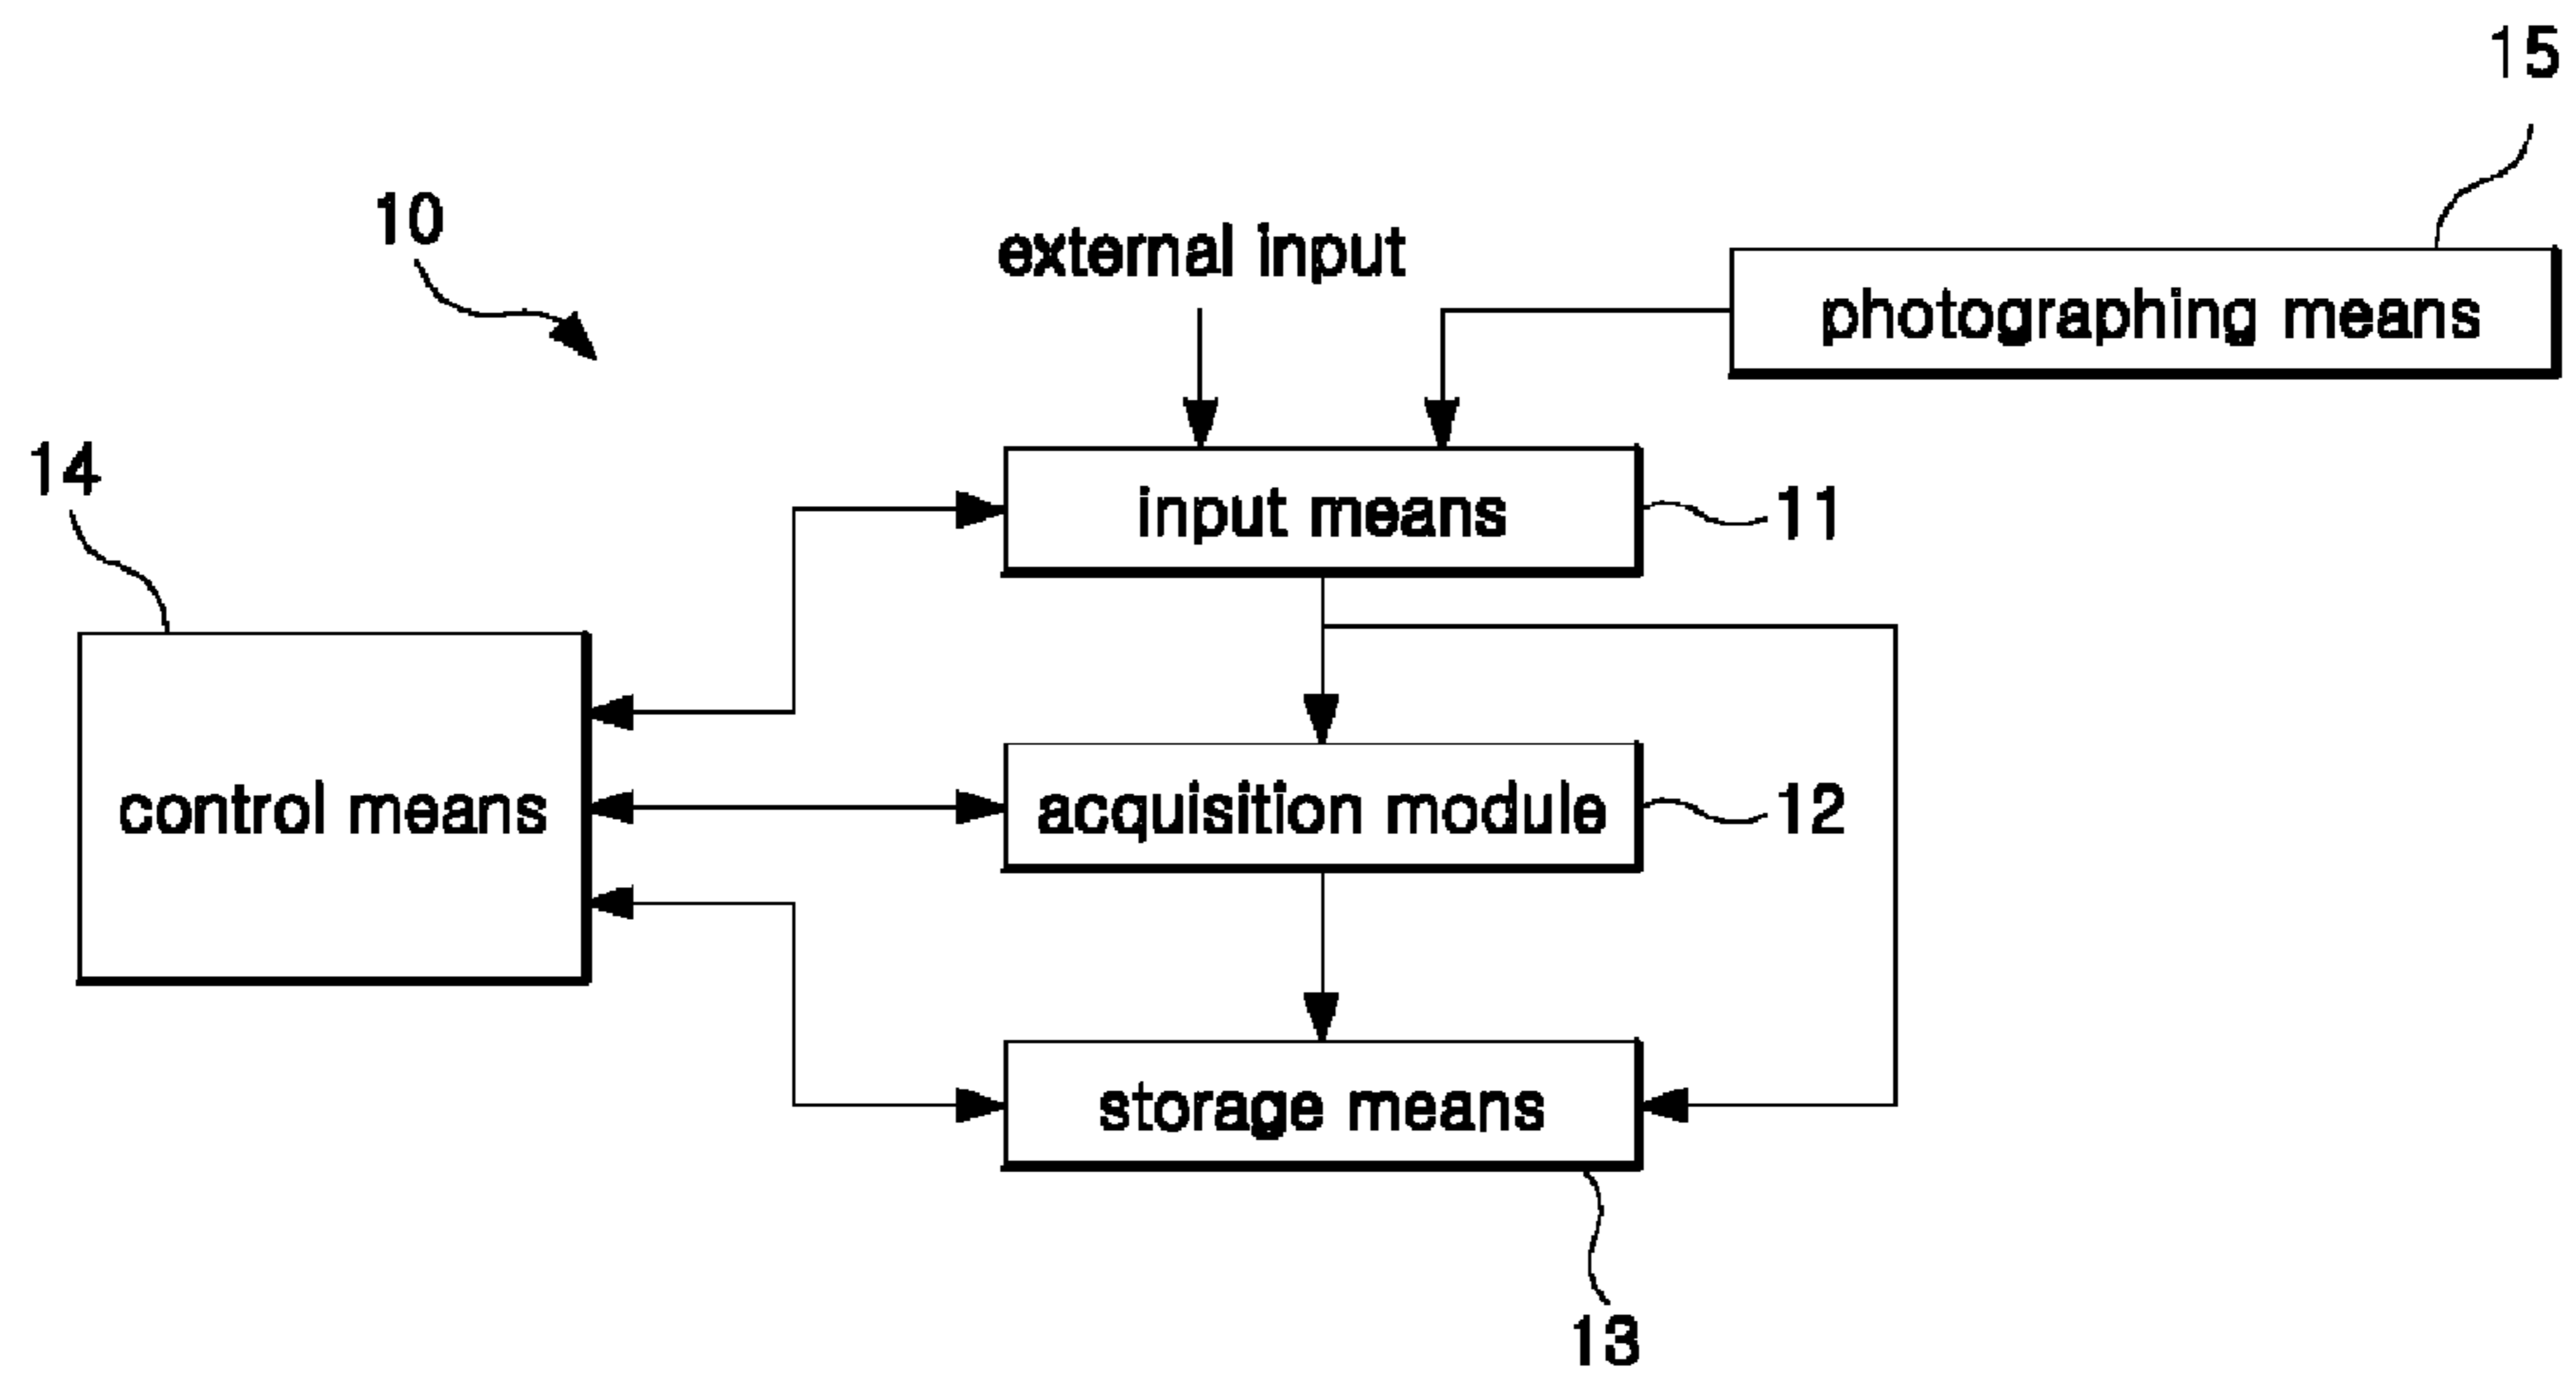 15
10
external input
photographing means
14
input means
11
control means
acquisition module
12
storage means
13